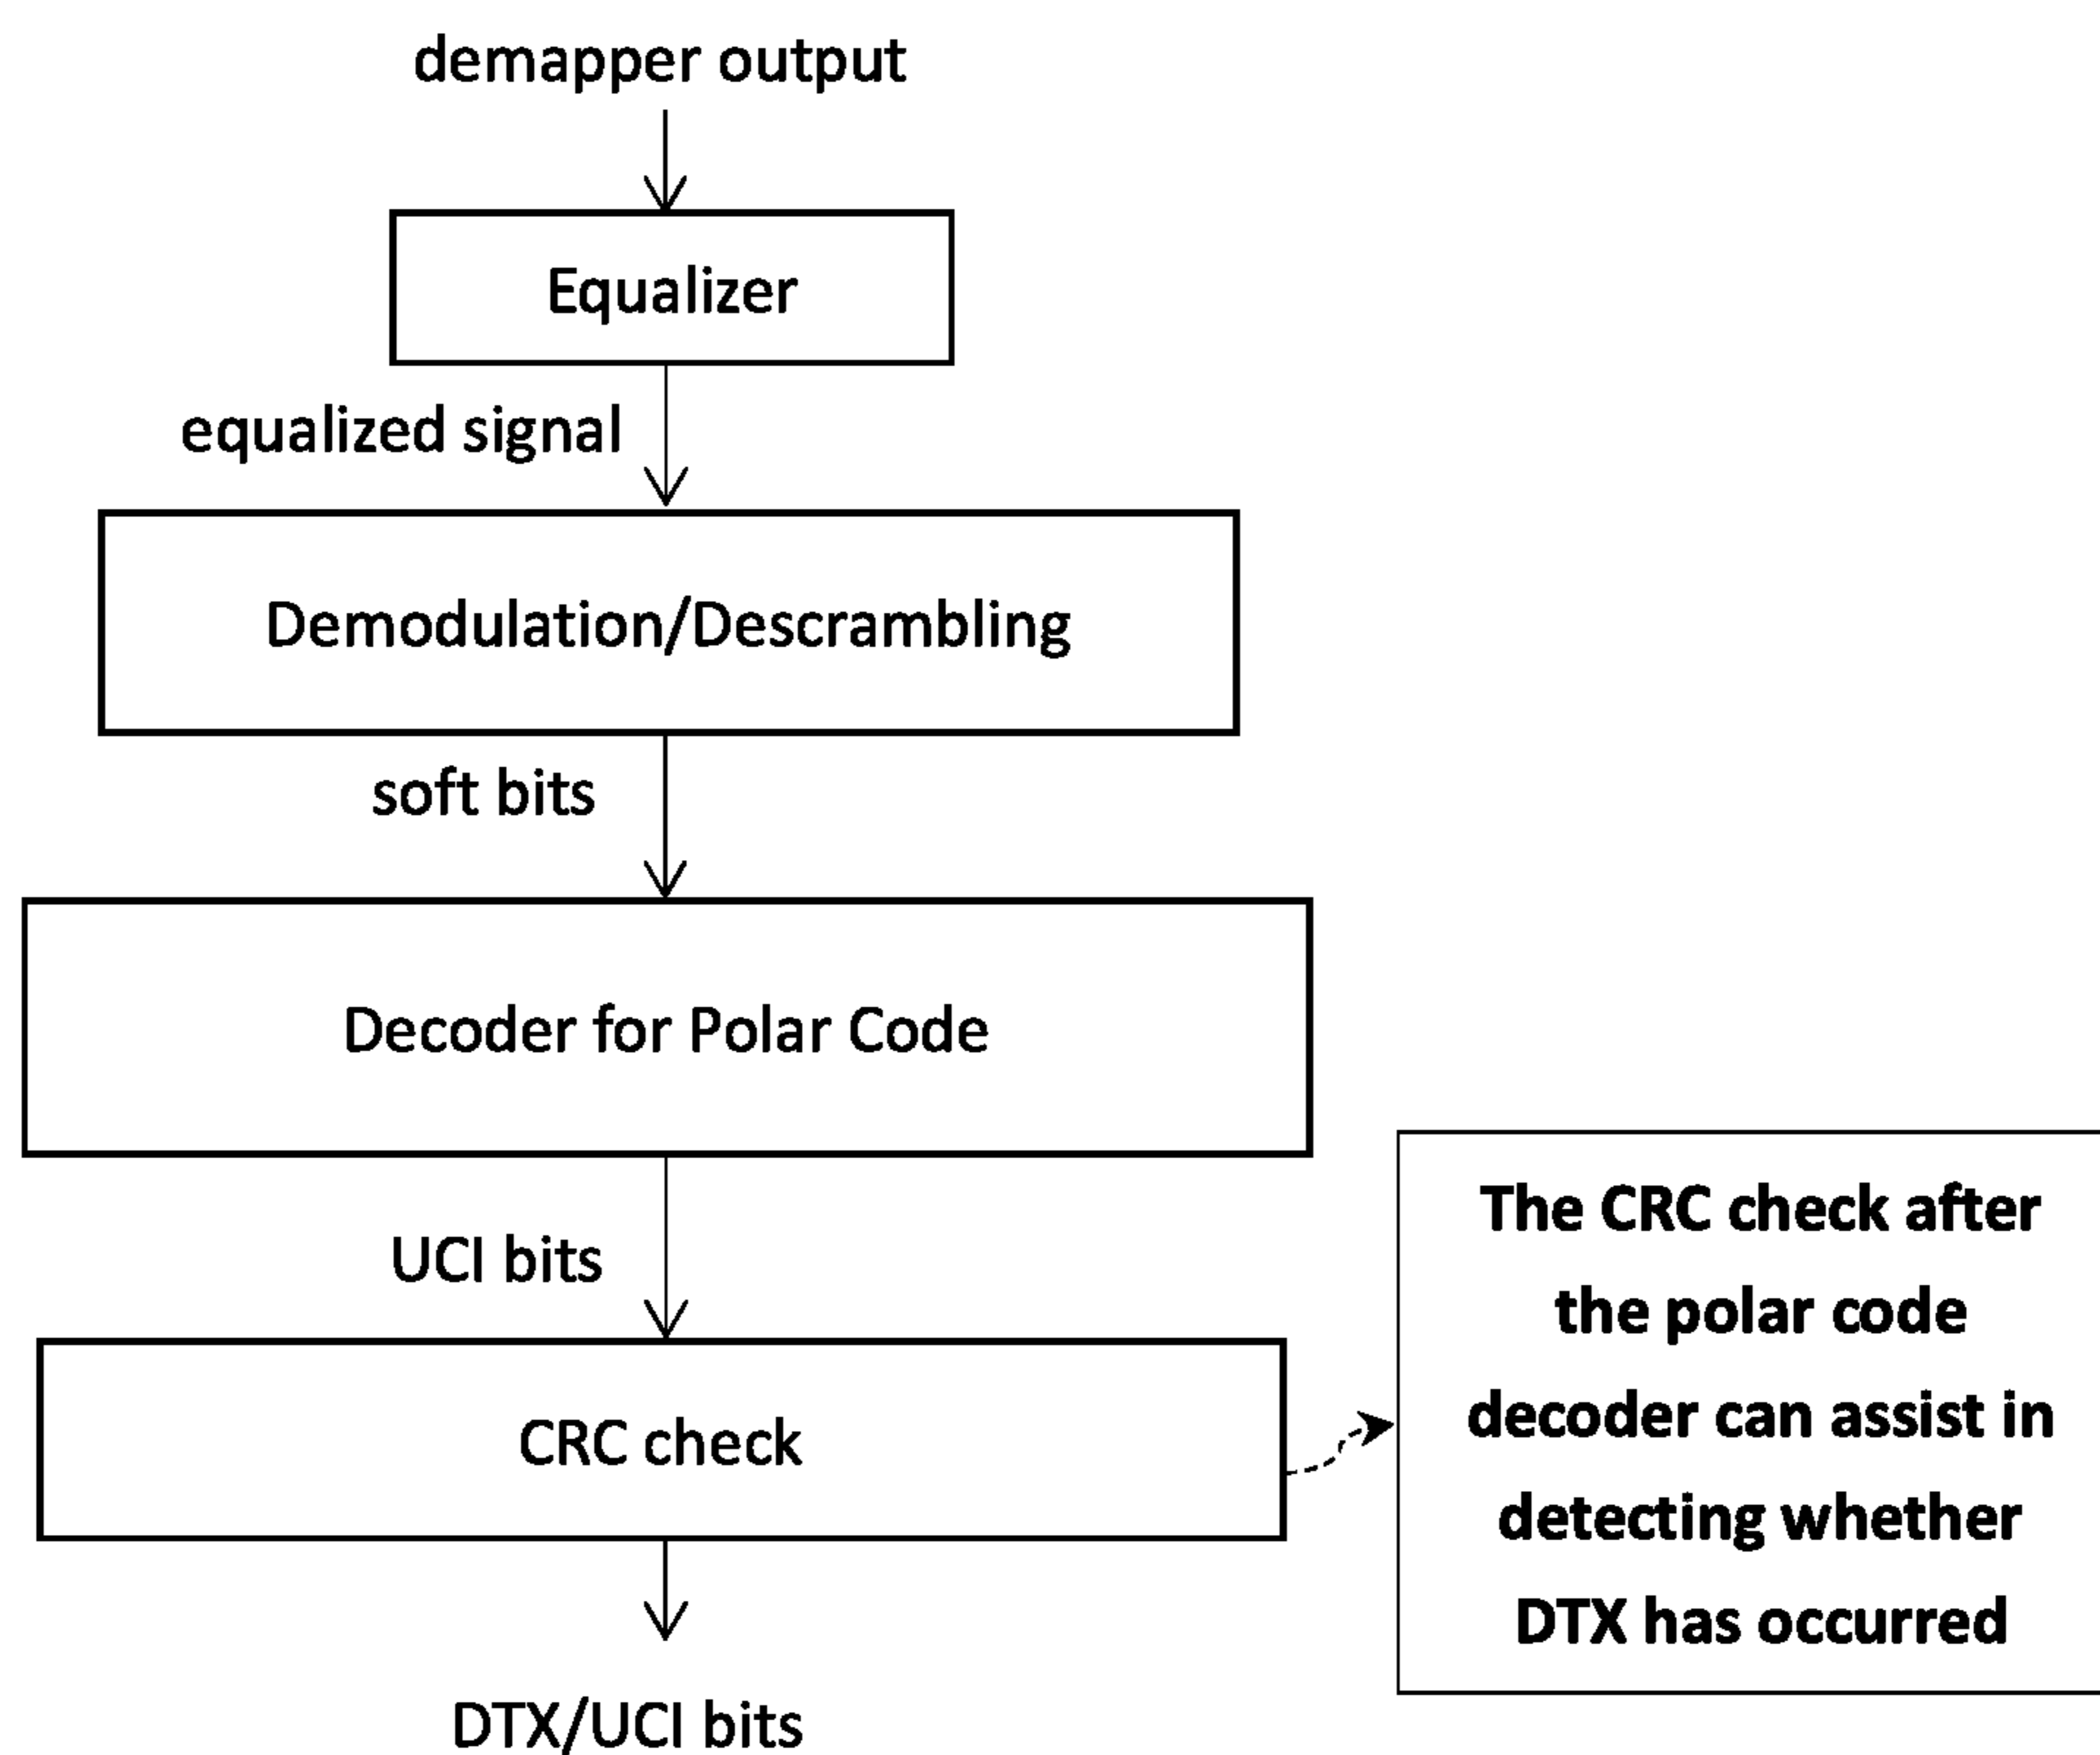 demapper output
Equalizer
equalized signal
Demodulation/Descrambling
soft bits
Decoder for Polar Code
UCI bits
CRC check
The CRC check after
the polar code
decoder can assist in
detecting whether
DTX has occurred
DTX/UCI bits